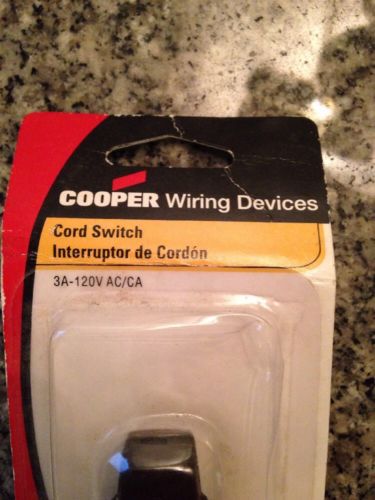 COOPER Wiring Devices
Cord Switch
Interruptor de Cordón
3A-120V AC/CA